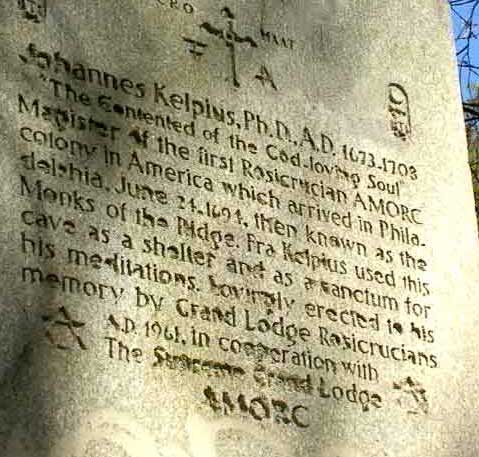 CRO MAAT
F A
Johannes Kelpius, Ph.D., A.D. 1673-1708
"The Contented of the God-loving Soul"
Magister of the first Rosicrucian AMORC
colony in America which arrived in Phila-
delphia, June 24, 1694, then known as the
Monks of the Ridge. Fra Kelpius used this
cave as a shelter and as a sanctum for
his meditations. Lovingly erected to his
memory by Grand Lodge Rosicrucians
A.D. 1961, in cooperation with
The Supreme Grand Lodge
AMORC